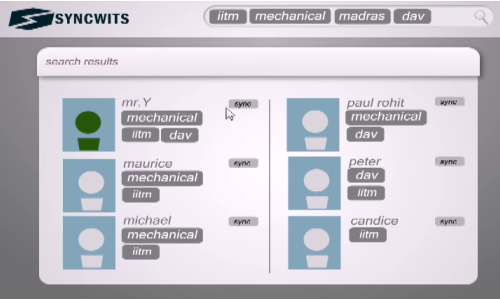 SYNCWITS
iitm mechanical madras dav
search results
mr.Y sync
mechanical
iitm dav
maurice sync
mechanical
iitm
michael sync
mechanical
iitm
paul rohit sync
mechanical
dav
peter sync
dav
iitm
candice sync
iitm